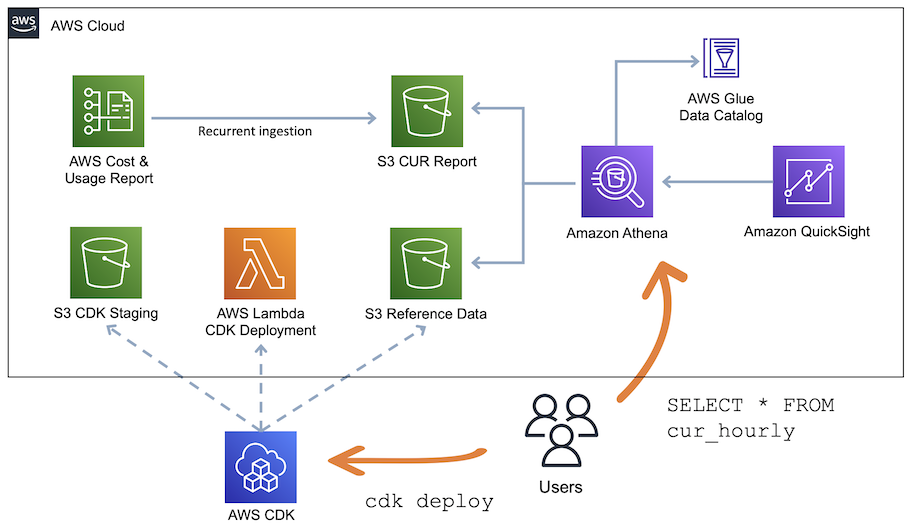 aws
AWS Cloud
AWS Glue
Data Catalog
Recurrent ingestion
AWS Cost &
Usage Report
S3 CUR Report
Amazon Athena
Amazon QuickSight
S3 CDK Staging
AWS Lambda
CDK Deployment
S3 Reference Data
SELECT * FROM
cur_hourly
Users
cdk deploy
AWS CDK